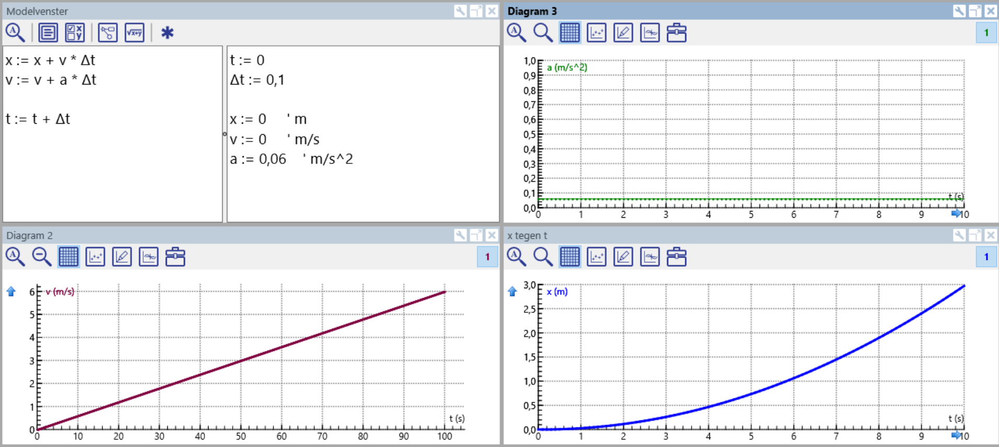 Modelvenster
x := x + v * Δt
v := v + a * Δt
t := t + Δt
t := 0
Δt := 0,1
x := 0 ' m
v := 0 ' m/s
a := 0,06 ' m/s^2
Diagram 3
1
a (m/s^2)
1,0
0,9
0,8
0,7
0,6
0,5
0,4
0,3
0,2
0,1
0,0
t (s)
0 1 2 3 4 5 6 7 8 9 10
Diagram 2
1
v (m/s)
6
5
4
3
2
1
0
t (s)
0 10 20 30 40 50 60 70 80 90 100
x tegen t
1
x (m)
3,0
2,5
2,0
1,5
1,0
0,5
0,0
t (s)
0 1 2 3 4 5 6 7 8 9 10